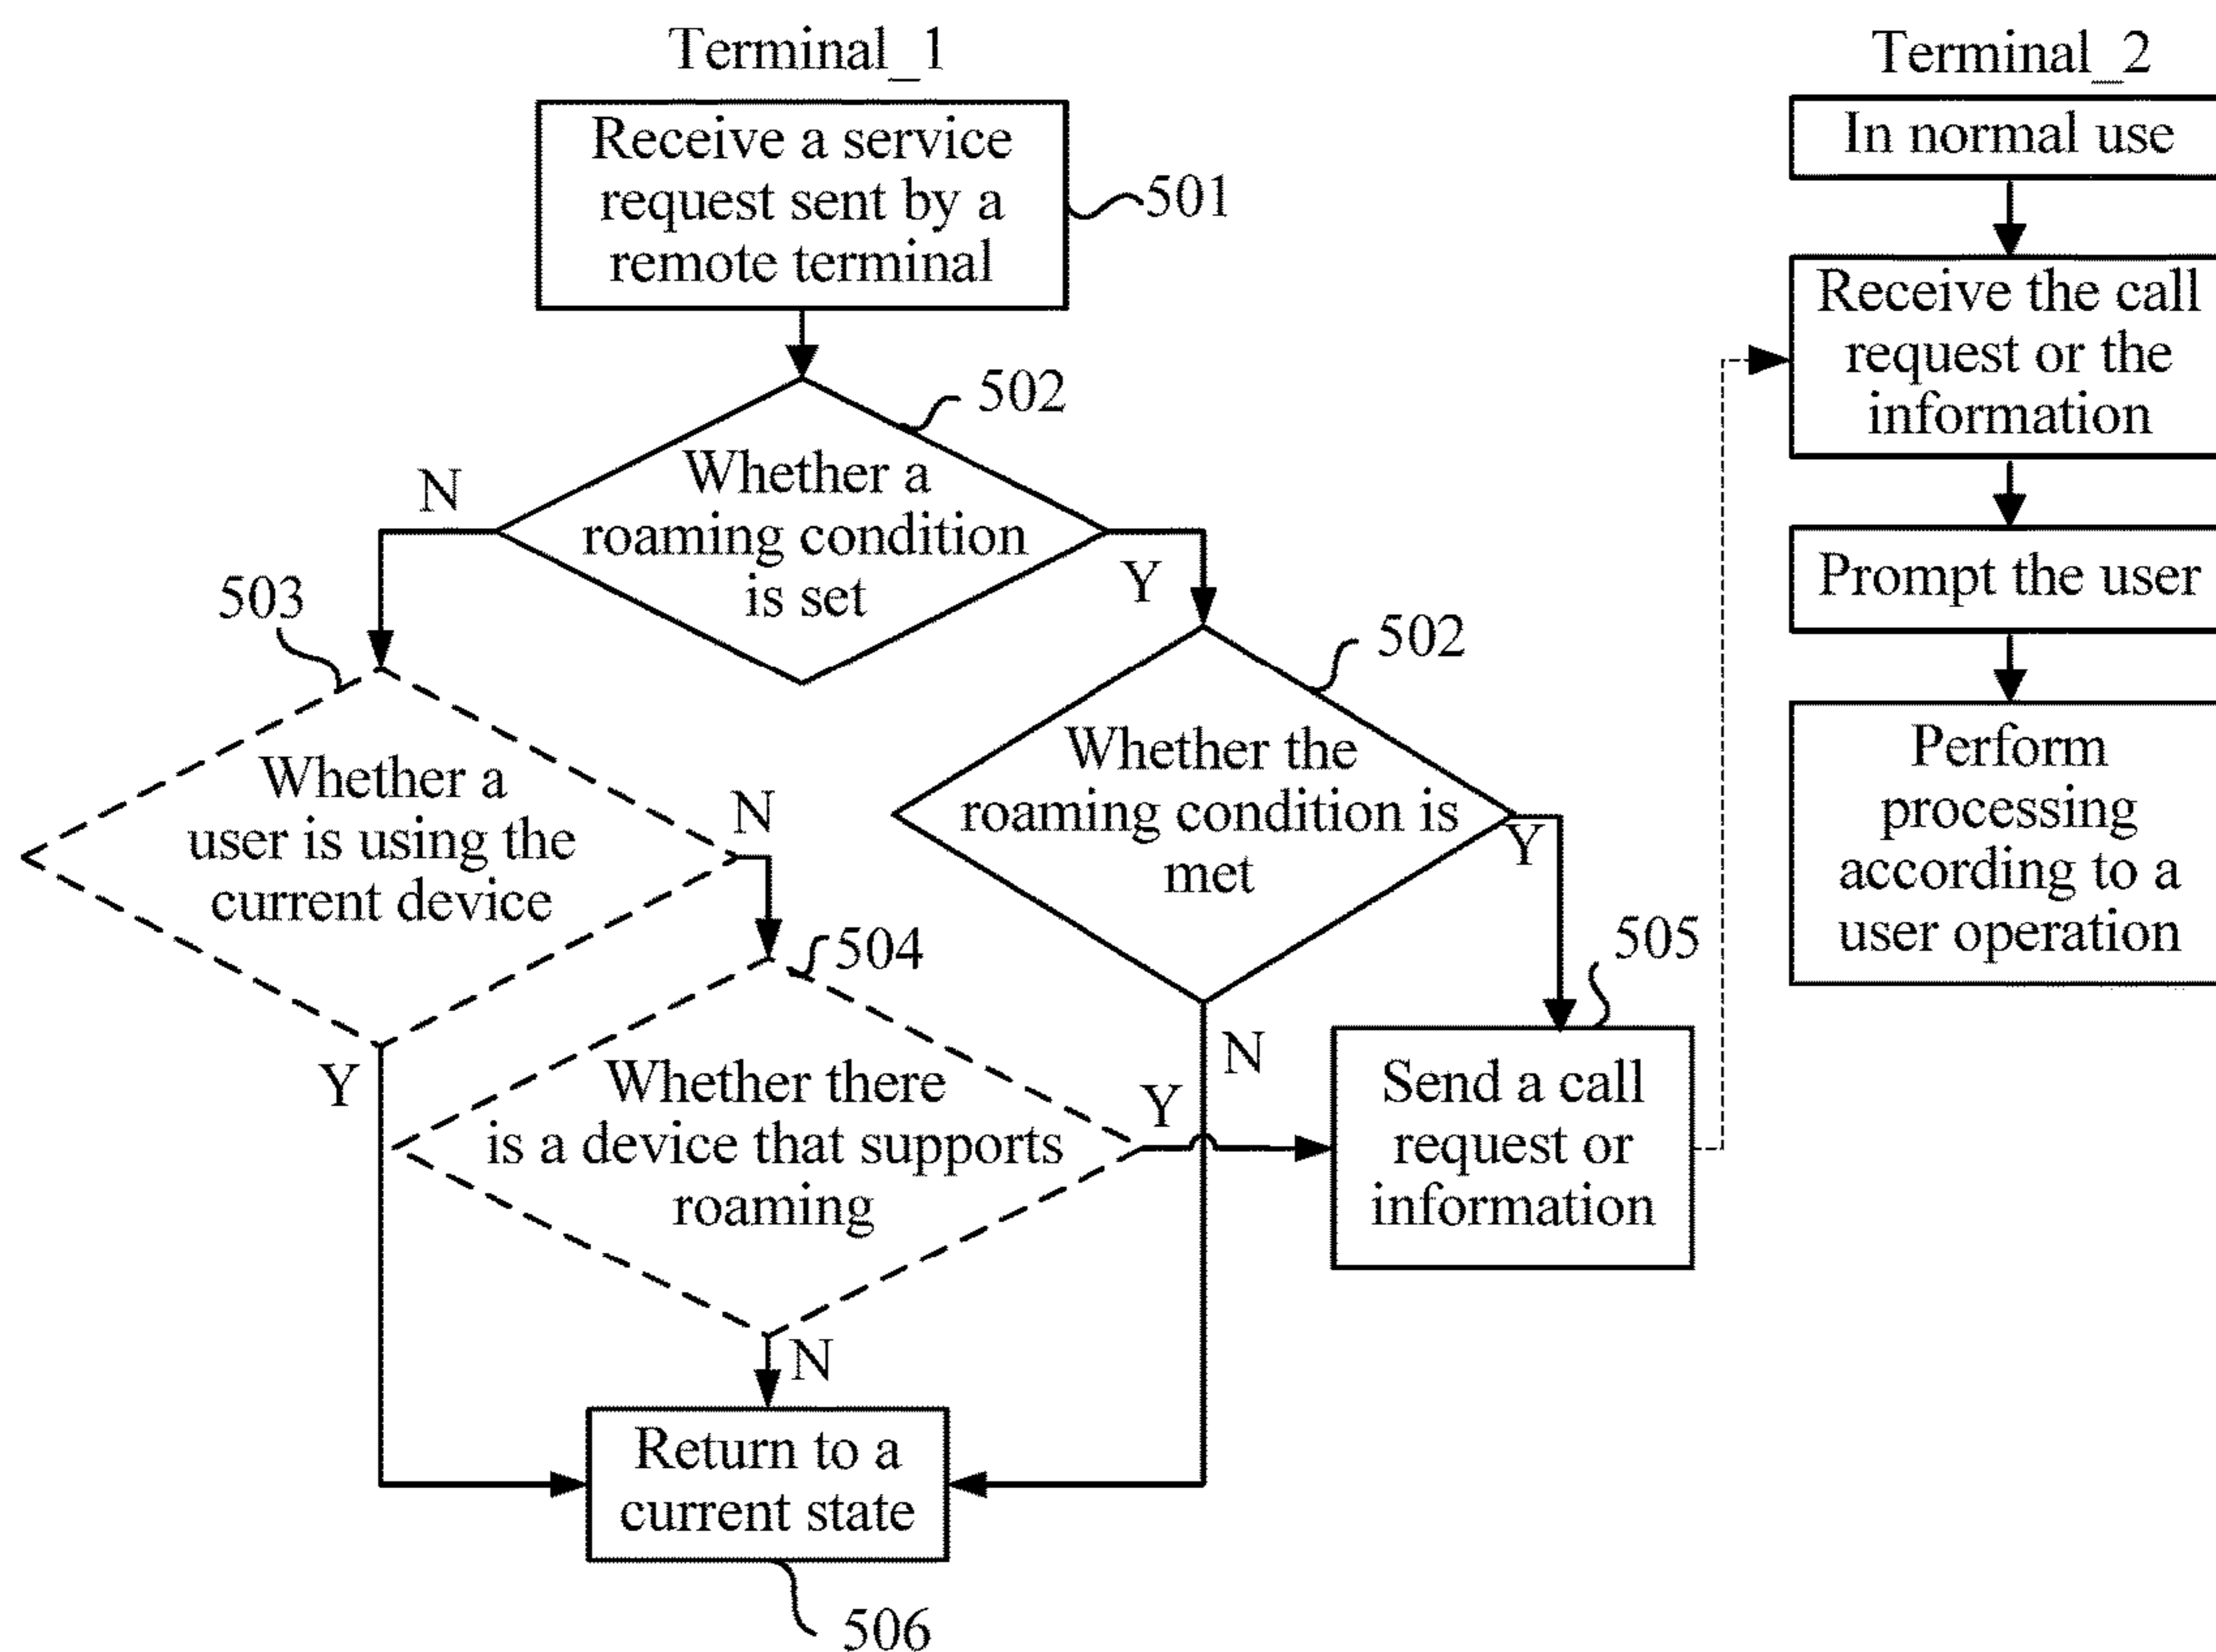 Terminal_1
Receive a service
request sent by a
remote terminal
501
502
Whether a
roaming condition
is set
N
Y
503
Whether a
user is using the
current device
N
Y
502
Whether the
roaming condition is
met
Y
N
504
Whether there
is a device that supports
roaming
Y
N
505
Send a call
request or
information
Return to a
current state
506
Terminal_2
In normal use
Receive the call
request or the
information
Prompt the user
Perform
processing
according to a
user operation